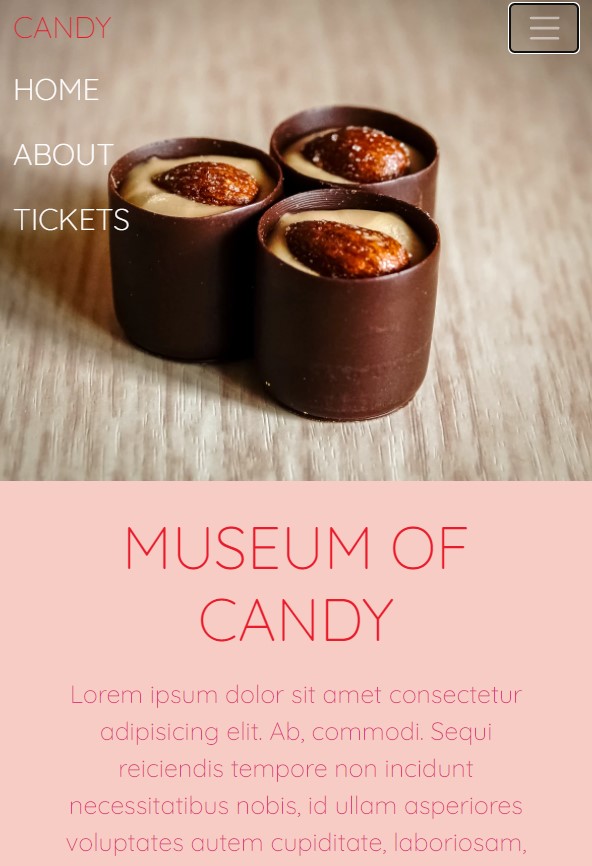 CANDY
HOME
ABOUT
TICKETS
MUSEUM OF
CANDY
Lorem ipsum dolor sit amet consectetur
adipisicing elit. Ab, commodi. Sequi
reiciendis tempore non incidunt
necessitatibus nobis, id ullam asperiores
voluptates autem cupiditate, laboriosam,